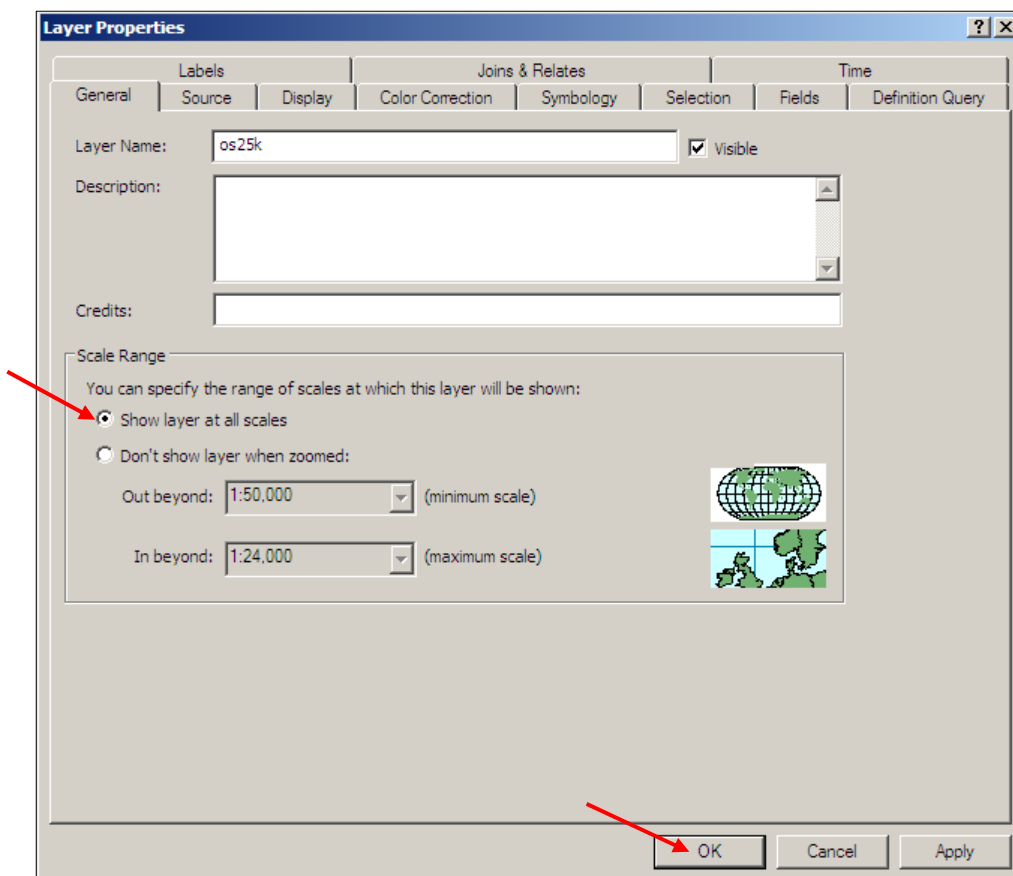 Layer Properties
Labels Joins & Relates Time
General Source Display Color Correction Symbology Selection Fields Definition Query
Layer Name: os25k Visible
Description:
Credits:
Scale Range
You can specify the range of scales at which this layer will be shown:
Show layer at all scales
Don't show layer when zoomed:
Out beyond: 1:50,000 (minimum scale)
In beyond: 1:24,000 (maximum scale)
OK Cancel Apply